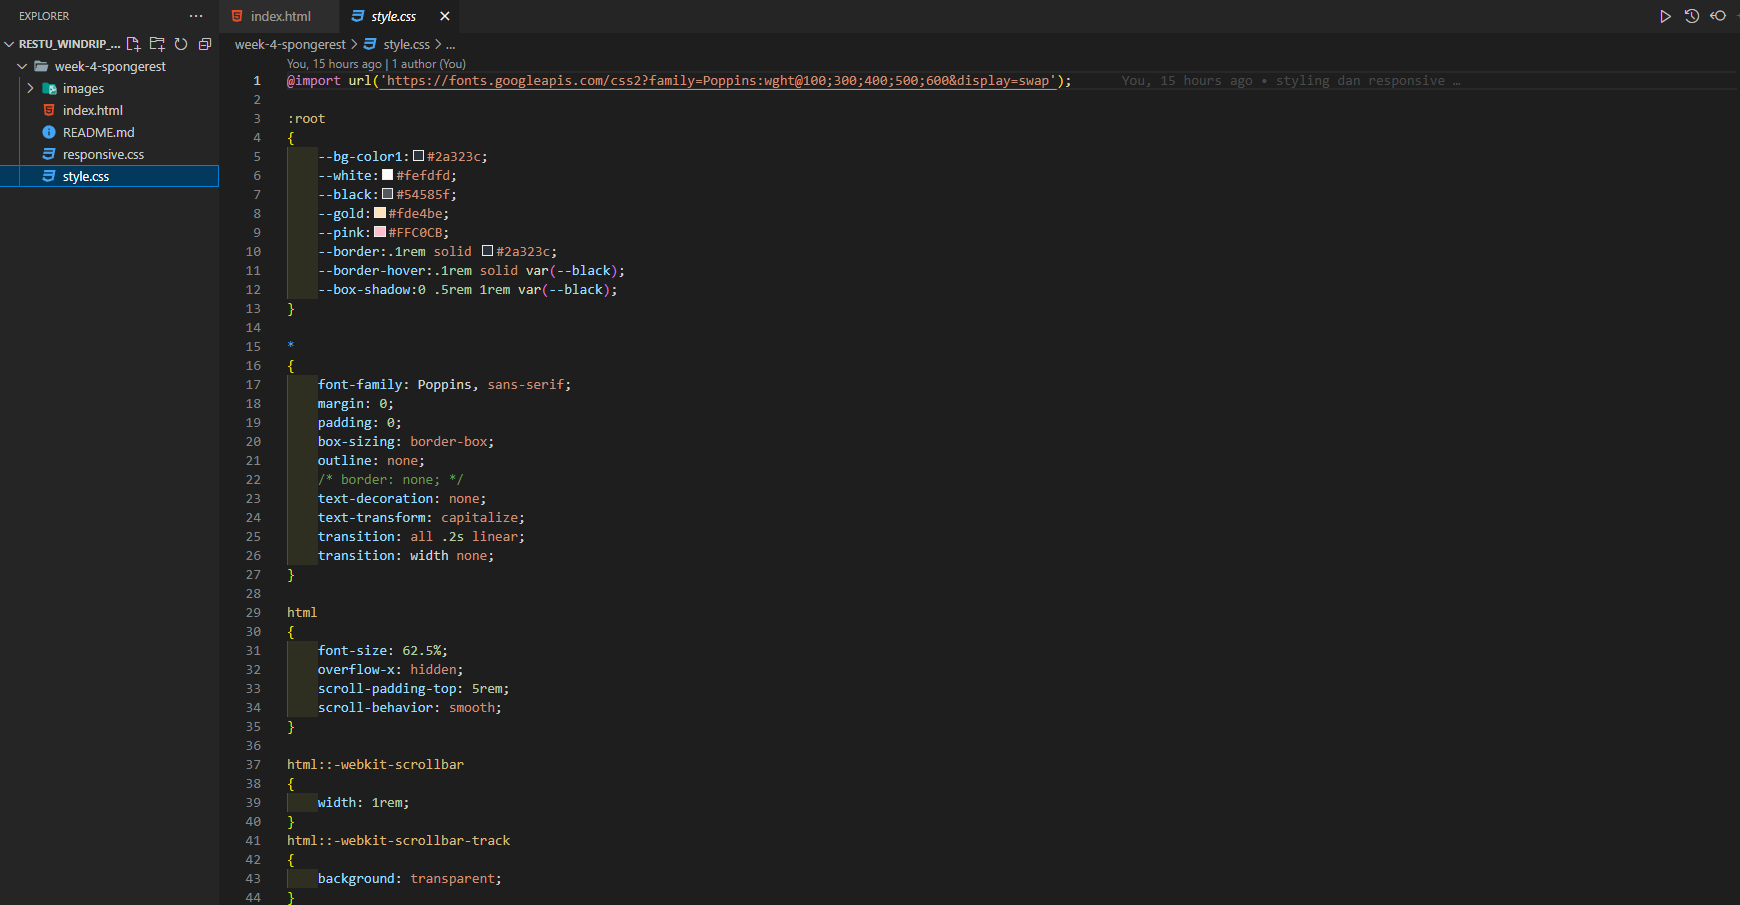 EXPLORER
···
index.html
style.css
RESTU_WINDRIP_...
week-4-spongerest
images
index.html
README.md
responsive.css
style.css
week-4-spongerest > style.css > ...
You, 15 hours ago | 1 author (You)
1 @import url('https://fonts.googleapis.com/css2?family=Poppins:wght@100;300;400;500;600&display=swap'); You, 15 hours ago • styling dan responsive …
2
3 :root
4 {
5 --bg-color1:#2a323c;
6 --white:#fefdfd;
7 --black:#54585f;
8 --gold:#fde4be;
9 --pink:#FFC0CB;
10 --border:.1rem solid #2a323c;
11 --border-hover:.1rem solid var(--black);
12 --box-shadow:0 .5rem 1rem var(--black);
13 }
14
15 *
16 {
17 font-family: Poppins, sans-serif;
18 margin: 0;
19 padding: 0;
20 box-sizing: border-box;
21 outline: none;
22 /* border: none; */
23 text-decoration: none;
24 text-transform: capitalize;
25 transition: all .2s linear;
26 transition: width none;
27 }
28
29 html
30 {
31 font-size: 62.5%;
32 overflow-x: hidden;
33 scroll-padding-top: 5rem;
34 scroll-behavior: smooth;
35 }
36
37 html::-webkit-scrollbar
38 {
39 width: 1rem;
40 }
41 html::-webkit-scrollbar-track
42 {
43 background: transparent;
44 }